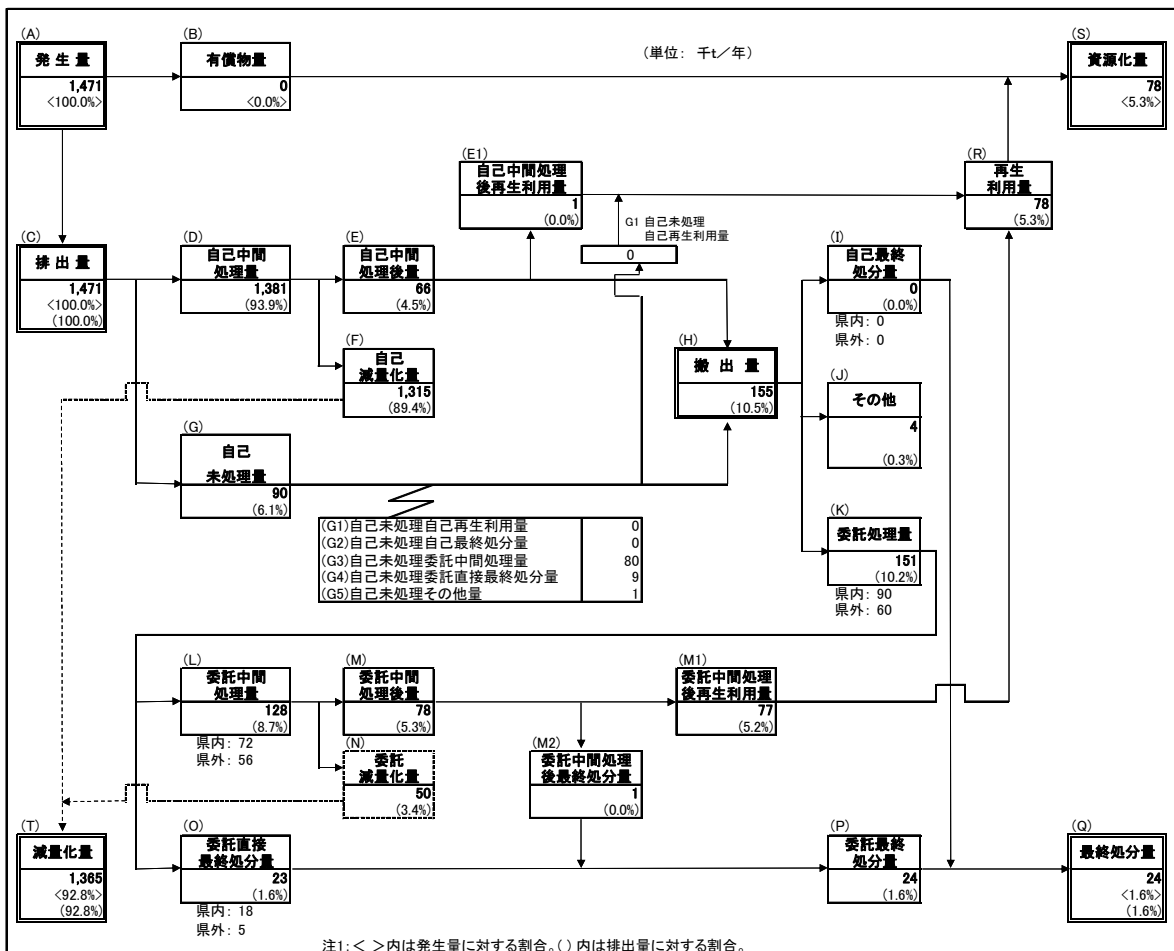 (A)
発 生 量
1,471
<100.0%>
(B)
有償物量
0
<0.0%>
(単位: 千t／年)
(S)
資源化量
78
<5.3%>
(E1)
自己中間処理
後再生利用量
1
(0.0%)
G1 自己未処理
自己再生利用量
0
(R)
再生
利用量
78
(5.3%)
(C)
排 出 量
1,471
<100.0%>
(100.0%)
(D)
自己中間
処理量
1,381
(93.9%)
(E)
自己中間
処理後量
66
(4.5%)
(F)
自己
減量化量
1,315
(89.4%)
(G)
自己
未処理量
90
(6.1%)
(H)
搬 出 量
155
(10.5%)
(I)
自己最終
処分量
0
(0.0%)
県内: 0
県外: 0
(J)
その他
4
(0.3%)
(K)
委託処理量
151
(10.2%)
県内: 90
県外: 60
(G1)自己未処理自己再生利用量 0
(G2)自己未処理自己最終処分量 0
(G3)自己未処理委託中間処理量 80
(G4)自己未処理委託直接最終処分量 9
(G5)自己未処理その他量 1
(L)
委託中間
処理量
128
(8.7%)
県内: 72
県外: 56
(M)
委託中間
処理後量
78
(5.3%)
(M1)
委託中間処理
後再生利用量
77
(5.2%)
(N)
委託
減量化量
50
(3.4%)
(M2)
委託中間処理
後最終処分量
1
(0.0%)
(T)
減量化量
1,365
<92.8%>
(92.8%)
(O)
委託直接
最終処分量
23
(1.6%)
県内: 18
県外: 5
(P)
委託最終
処分量
24
(1.6%)
(Q)
最終処分量
24
<1.6%>
(1.6%)
注1:< >内は発生量に対する割合。( )内は排出量に対する割合。